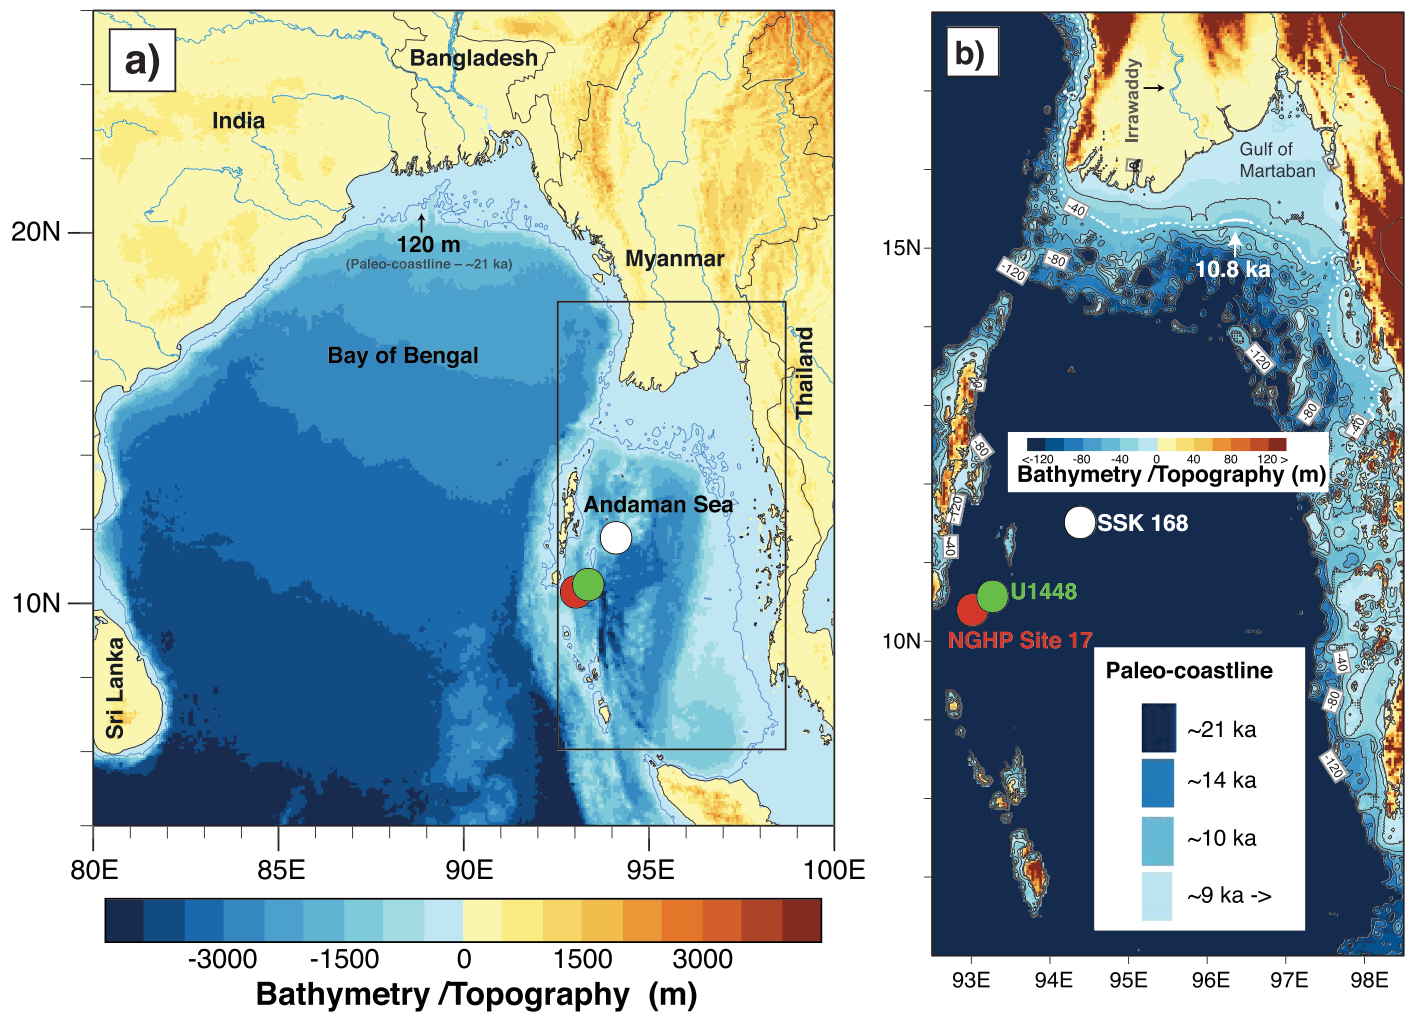 a)
Bangladesh
India
20N
120 m
(Paleo-coastline – ~21 ka)
Myanmar
Bay of Bengal
Thailand
Andaman Sea
10N
Sri Lanka
80E 85E 90E 95E 100E
-3000 -1500 0 1500 3000
Bathymetry /Topography (m)
b)
Irrawaddy
0
0
Gulf of
Martaban
-40
15N
-80
-120
10.8 ka
-120
0
-80
-40
-80
<-120 -80 -40 0 40 80 120 >
Bathymetry /Topography (m)
-120
SSK 168
-40
U1448
NGHP Site 17
10N
-40
-80
-120
Paleo-coastline
~21 ka
~14 ka
~10 ka
~9 ka ->
93E 94E 95E 96E 97E 98E